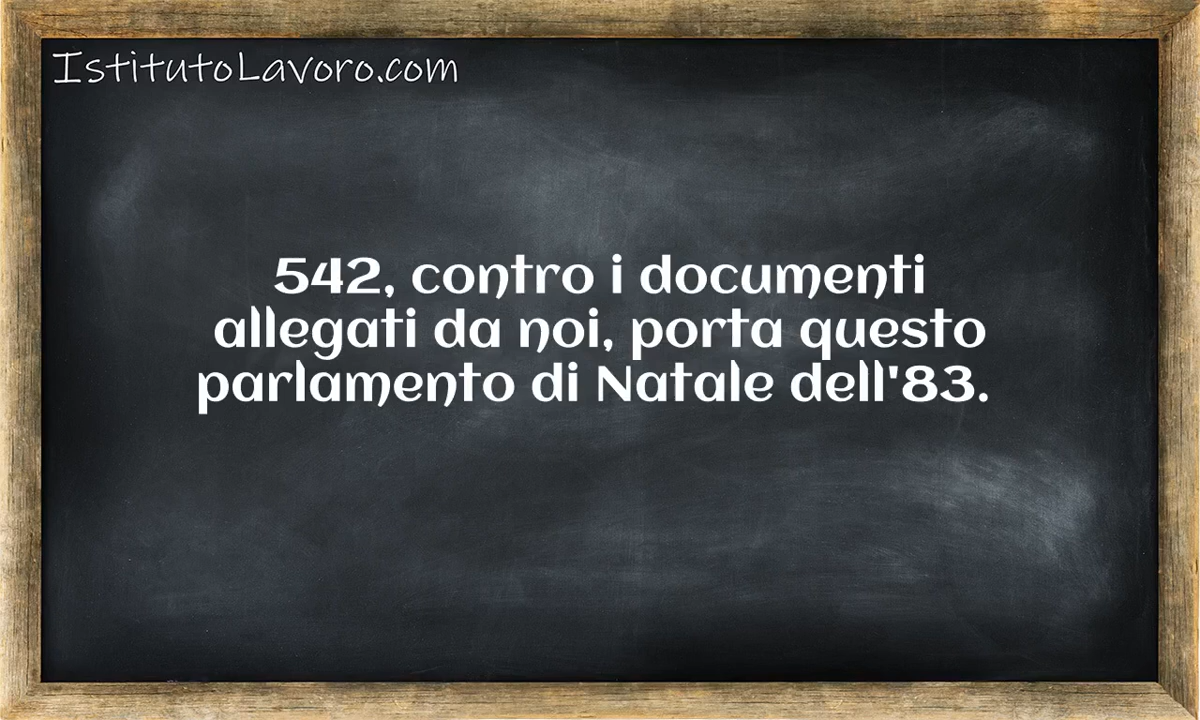 IstitutoLavoro.com
542, contro i documenti
allegati da noi, porta questo
parlamento di Natale dell'83.